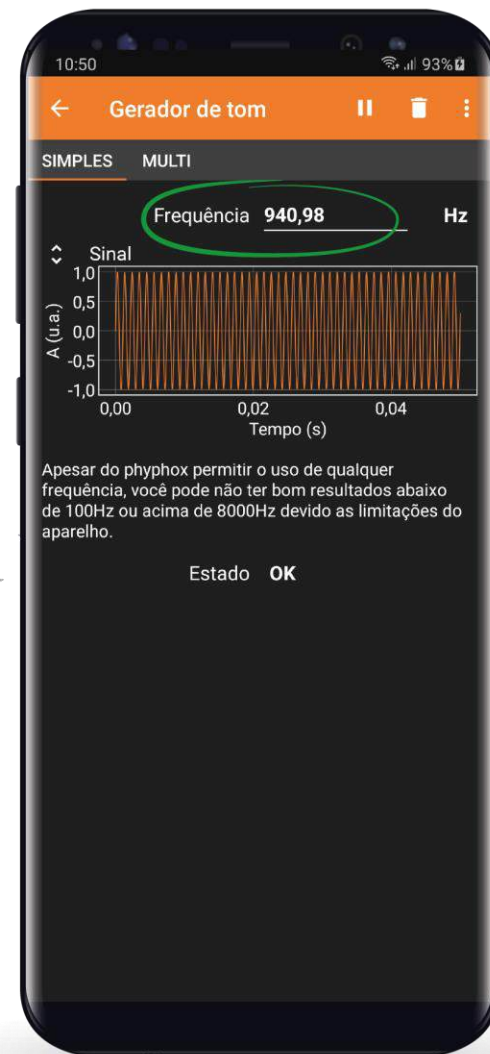 10:50 93%
Gerador de tom
SIMPLES MULTI
Frequência 940,98 Hz
Sinal
1,0
0,5
0,0
-0,5
-1,0
A (u.a.)
0,00 0,02 0,04
Tempo (s)
Apesar do phyphox permitir o uso de qualquer
frequência, você pode não ter bom resultados abaixo
de 100Hz ou acima de 8000Hz devido as limitações do
aparelho.
Estado OK